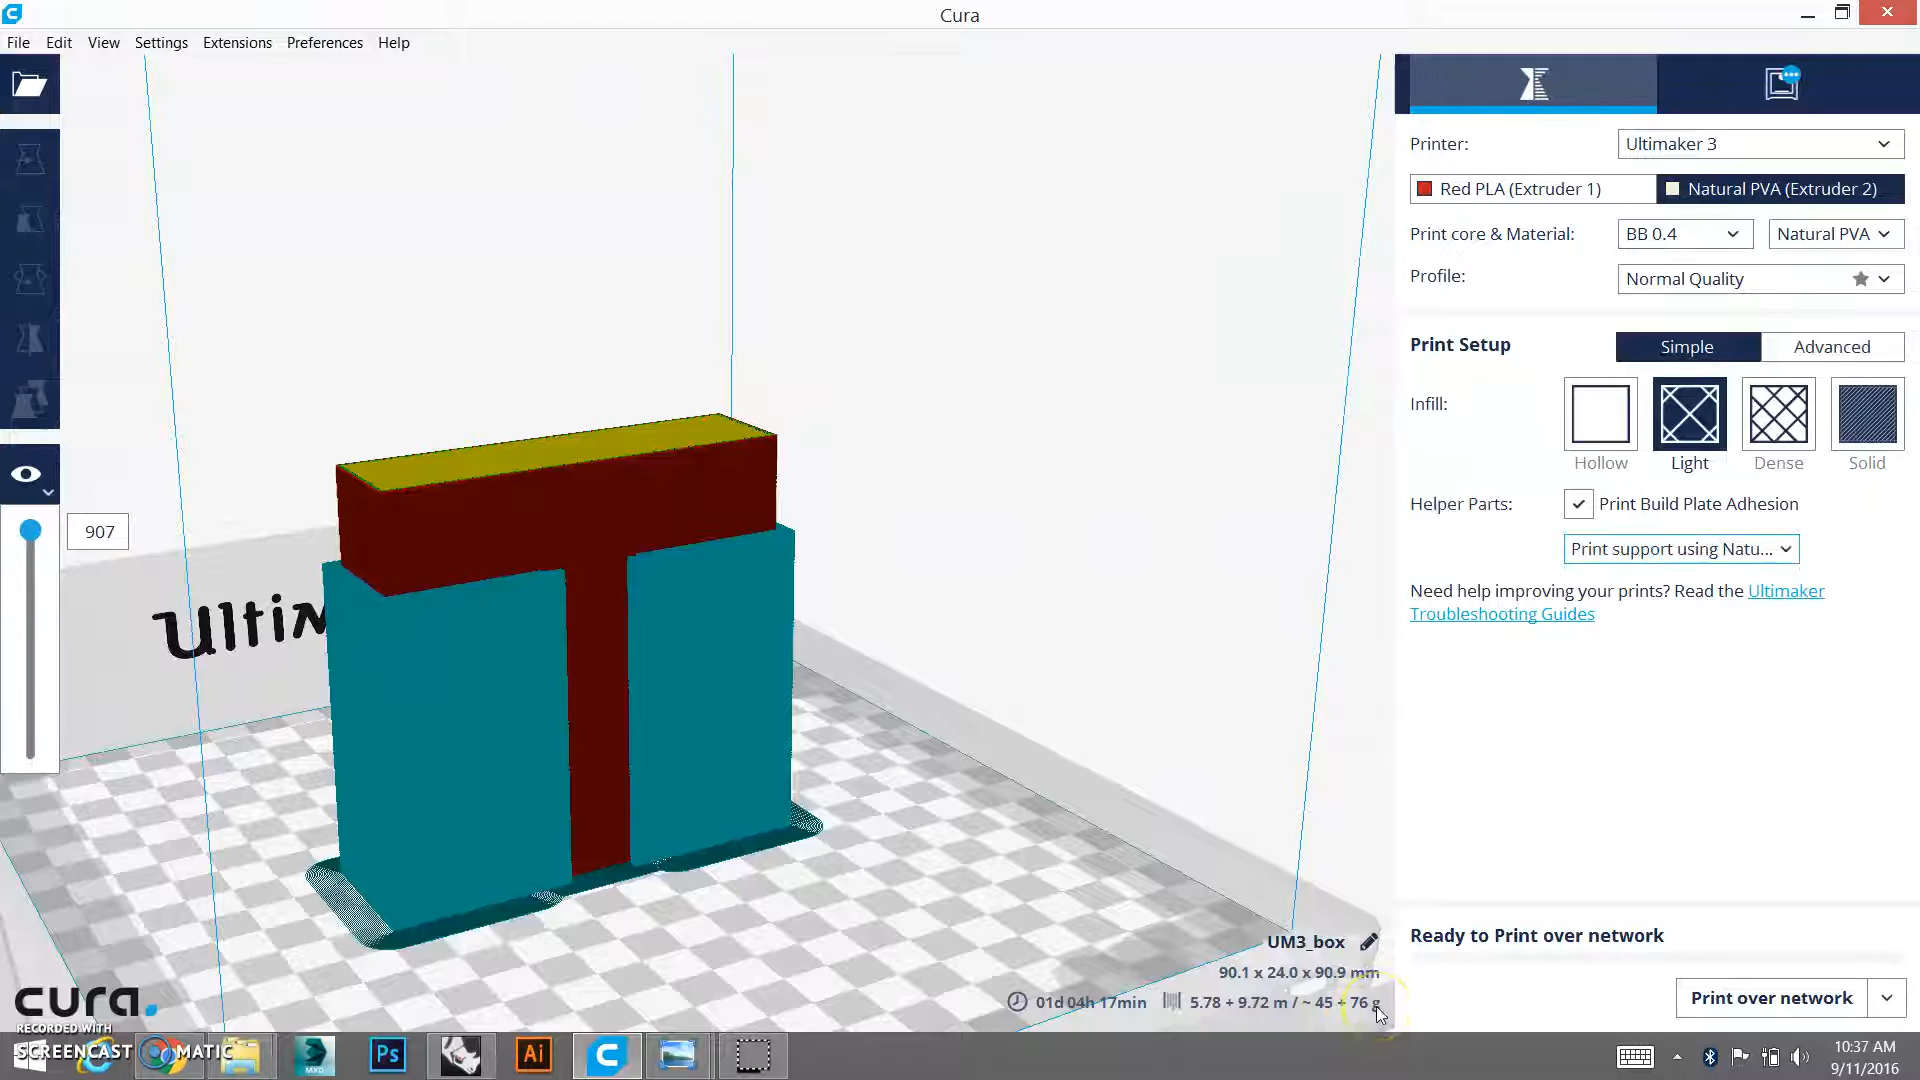 Cura
File Edit View Settings Extensions Preferences Help
Printer: Ultimaker 3
Red PLA (Extruder 1) Natural PVA (Extruder 2)
Print core & Material: BB 0.4 Natural PVA
Profile: Normal Quality
Print Setup Simple Advanced
Infill:
Hollow Light Dense Solid
Helper Parts: Print Build Plate Adhesion
Print support using Natu...
Need help improving your prints? Read the Ultimaker
Troubleshooting Guides
907
UM3_box
90.1 x 24.0 x 90.9 mm
01d 04h 17min 5.78 + 9.72 m / ~ 45 + 76 g
Ready to Print over network
Print over network
cura.
RECORDED WITH
SCREENCAST MATIC
MXD
Ps
Ai
10:37 AM
9/11/2016